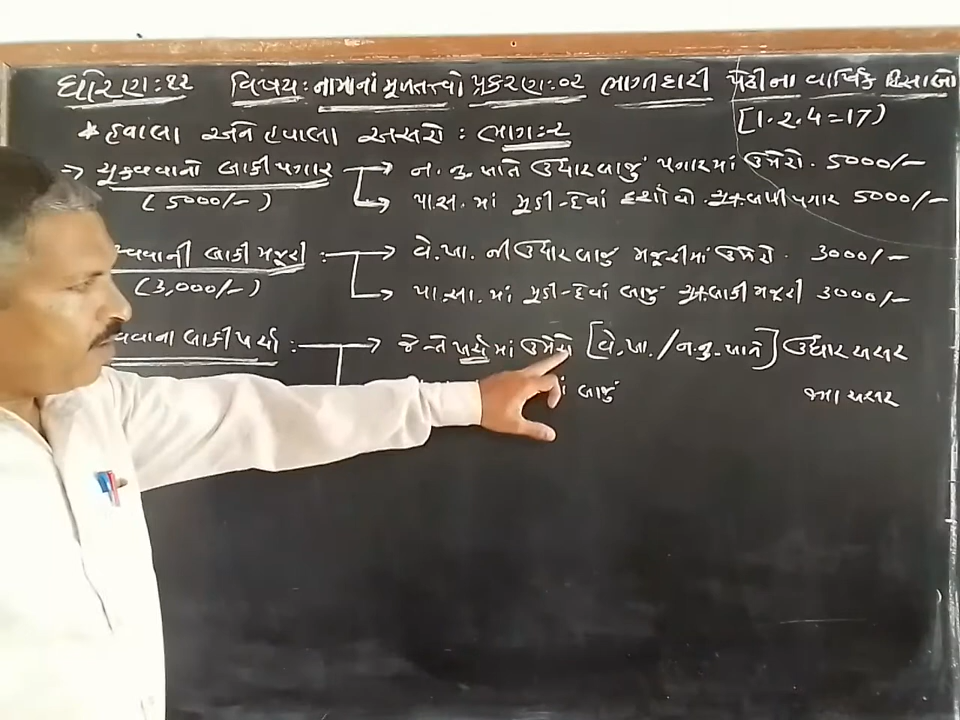 ધોરણ:૧૨ વિષય: નામાનાં મૂળતત્ત્વો પ્રકરણ:૦૨ ભાગીદારી પેઢીના વાર્ષિક હિસાબો
[1.2.4=17)
*હવાલા અને હવાલા અસરો: ભાગ:૨
→ ચૂકવવાનો બાકી પગાર → ન.નુ.ખાતે ઉધાર બાજુ પગારમાં ઉમેરો. 5000/-
(5000/-) → પા.સ.માં મૂડી-દેવાં દર્શાવો. ચૂ.બાકી પગાર 5000/-
વવાની બાકી મજૂરી: → વે.ખા. ની ઉધાર બાજુ મજૂરીમાં ઉમેરો. 3000/-
(3,000/-) → પા.સા.માં મૂડી-દેવાં બાજુ ચૂ.બાકી મજૂરી 3000/-
વવાના બાકી ખર્ચા: → જે-તે ખર્ચમાં ઉમેરો [વે.ખા./ન.નુ.ખાતે] ઉધાર અસર
બાજું જમા અસર